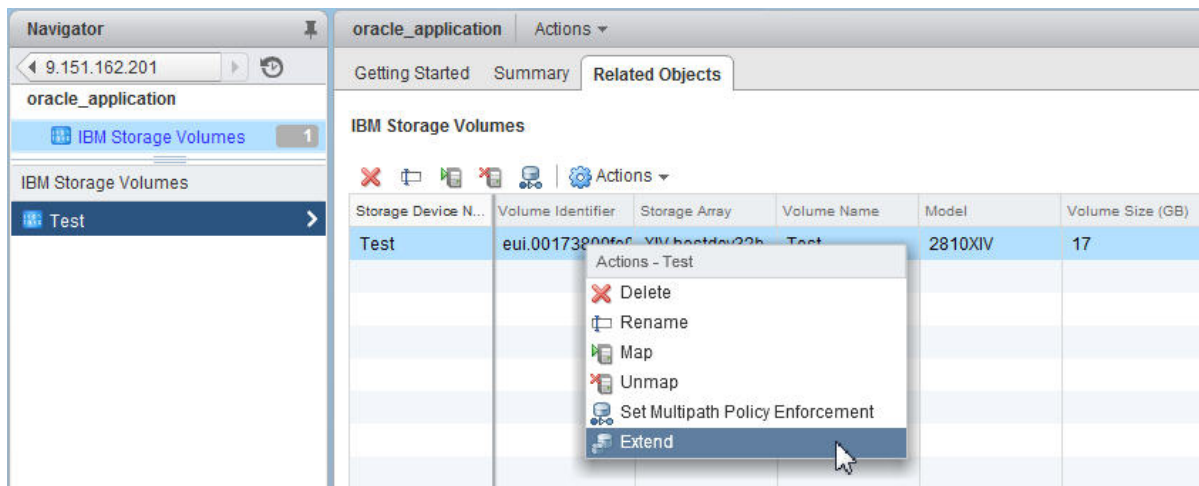 Navigator
9.151.162.201
oracle_application
IBM Storage Volumes 1
IBM Storage Volumes
Test
oracle_application Actions
Getting Started Summary Related Objects
IBM Storage Volumes
Actions
Storage Device N... Volume Identifier Storage Array Volume Name Model Volume Size (GB)
Test Test 2810XIV 17
Actions - Test
Delete
Rename
Map
Unmap
Set Multipath Policy Enforcement
Extend